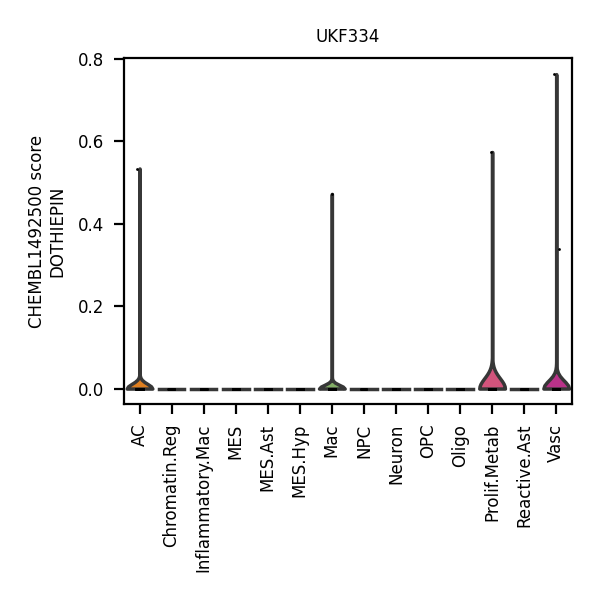 UKF334
CHEMBL1492500 score
DOTHIEPIN
0.8
0.6
0.4
0.2
0.0
AC
Chromatin.Reg
Inflammatory.Mac
MES
MES.Ast
MES.Hyp
Mac
NPC
Neuron
OPC
Oligo
Prolif.Metab
Reactive.Ast
Vasc